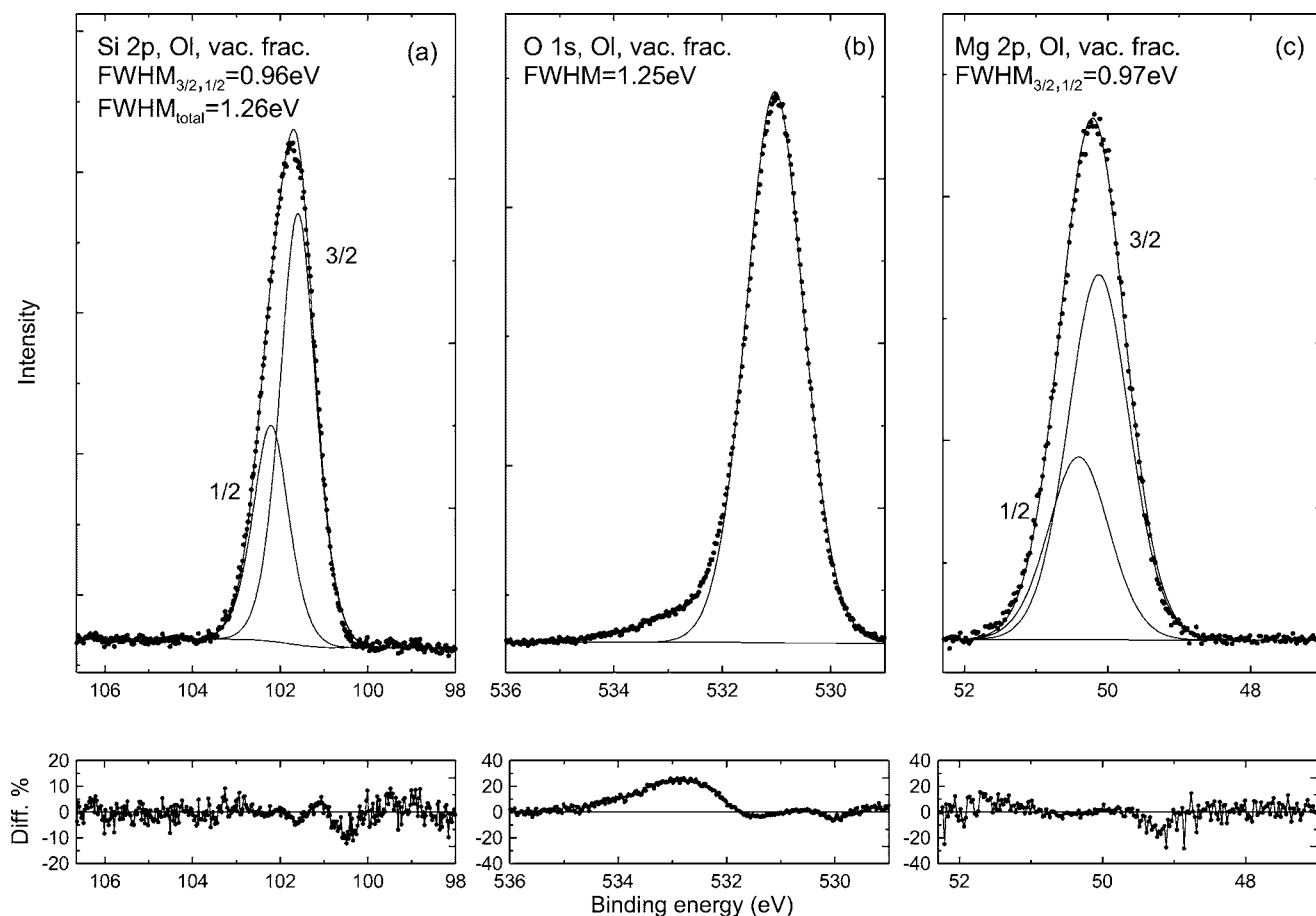 Si 2p, Ol, vac. frac. (a)
FWHM3/2,1/2=0.96eV
FWHMtotal=1.26eV
3/2
1/2
Intensity
106 104 102 100 98
O 1s, Ol, vac. frac. (b)
FWHM=1.25eV
536 533 531 530
Mg 2p, Ol, vac. frac. (c)
FWHM3/2,1/2=0.97eV
3/2
1/2
52 50 48
Diff. %
20
10
0
-10
-20
106 104 102 100 98
40
20
0
-20
-40
536 533 531 530
40
20
0
-20
-40
52 50 48
Binding energy (eV)